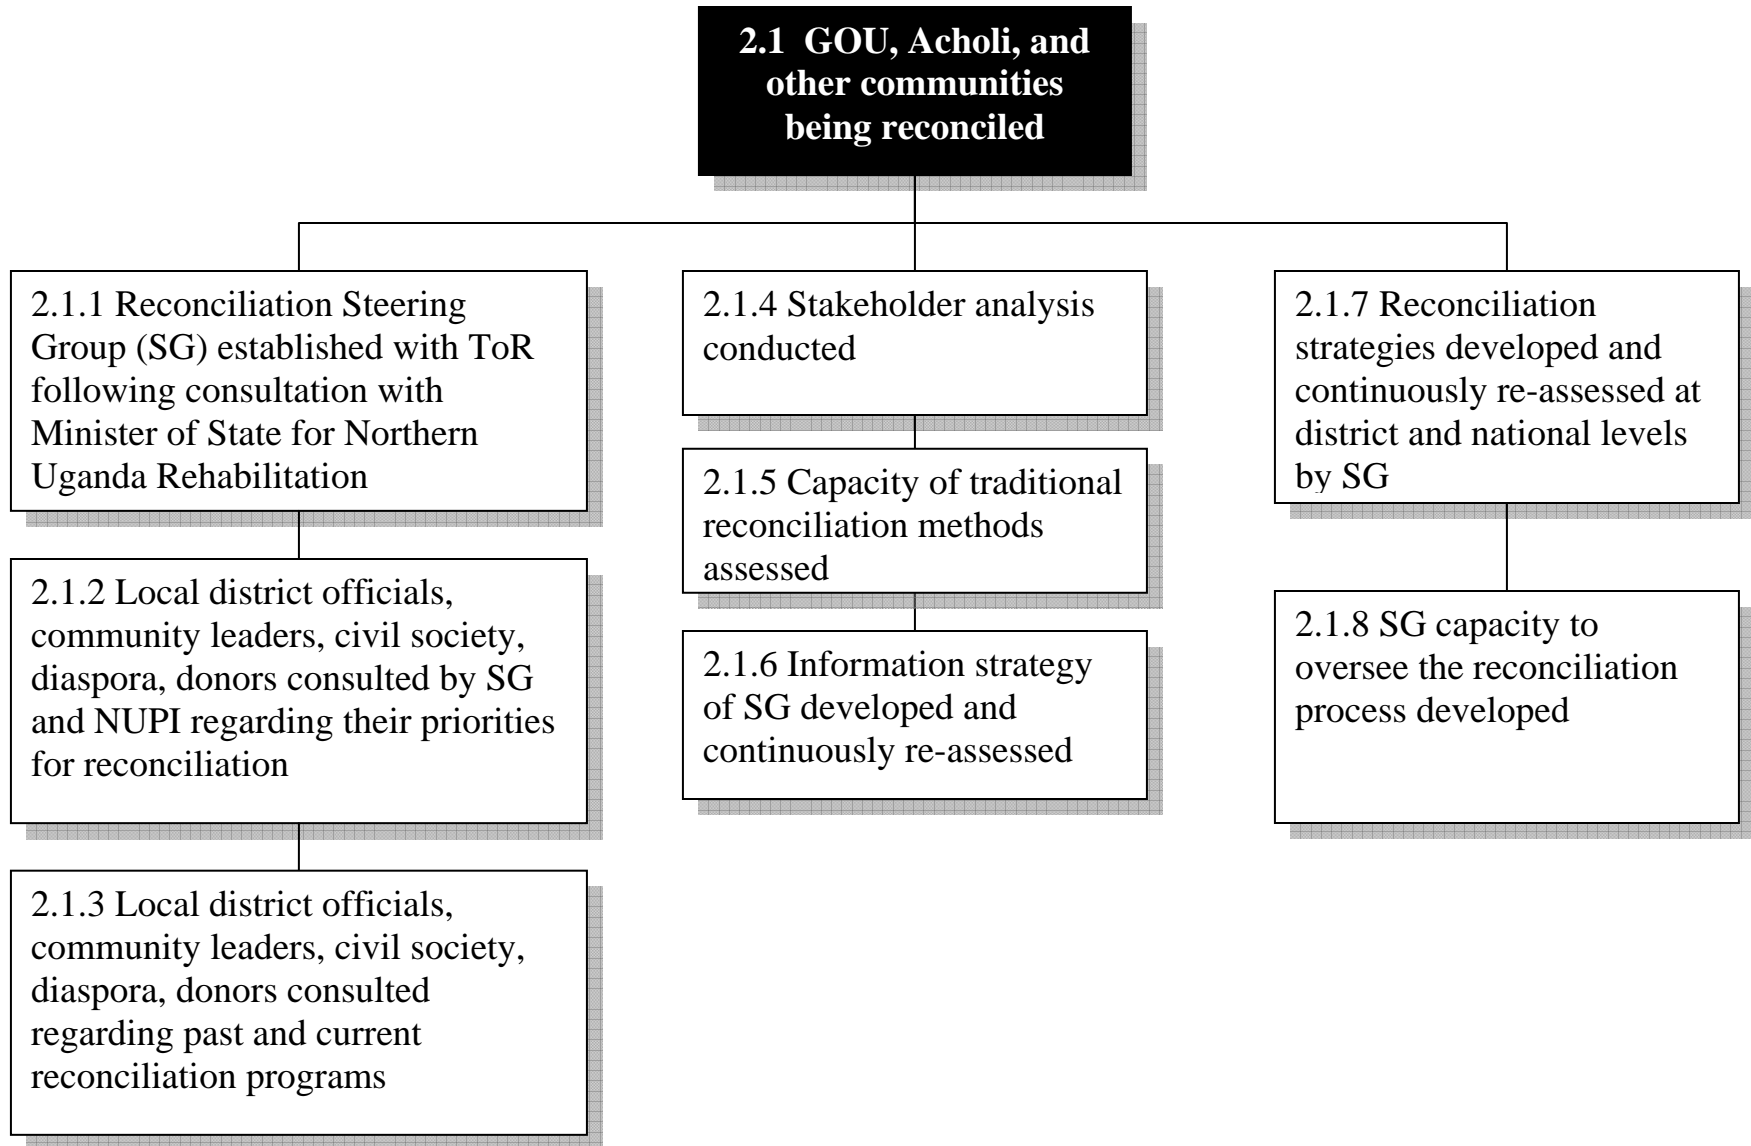 2.1 GOU, Acholi, and
other communities
being reconciled
2.1.1 Reconciliation Steering
Group (SG) established with ToR
following consultation with
Minister of State for Northern
Uganda Rehabilitation
2.1.2 Local district officials,
community leaders, civil society,
diaspora, donors consulted by SG
and NUPI regarding their priorities
for reconciliation
2.1.3 Local district officials,
community leaders, civil society,
diaspora, donors consulted
regarding past and current
reconciliation programs
2.1.4 Stakeholder analysis
conducted
2.1.5 Capacity of traditional
reconciliation methods
assessed
2.1.6 Information strategy
of SG developed and
continuously re-assessed
2.1.7 Reconciliation
strategies developed and
continuously re-assessed at
district and national levels
by SG
2.1.8 SG capacity to
oversee the reconciliation
process developed